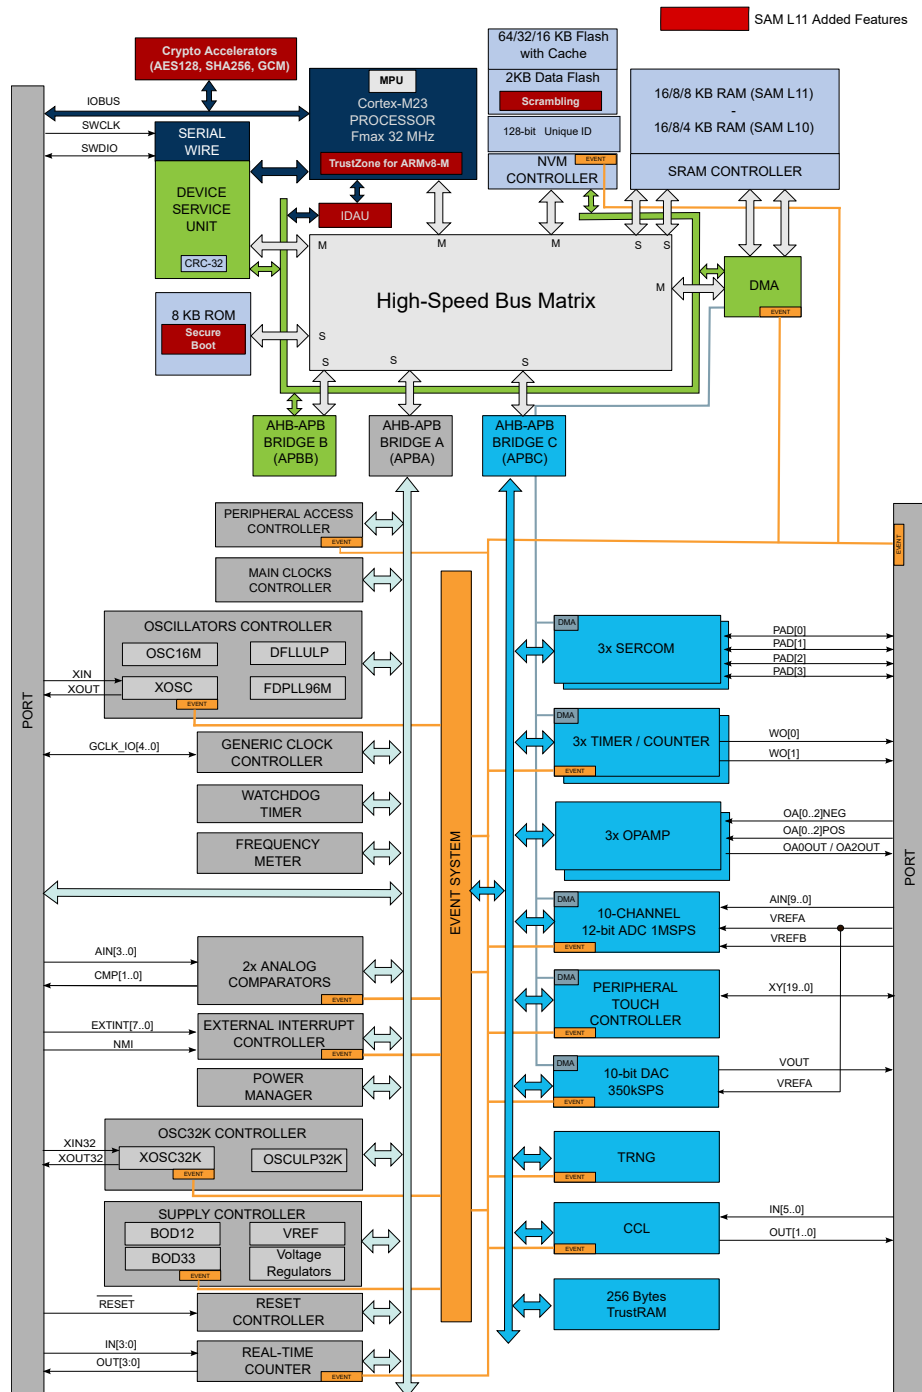 SAM L11 Added Features
Crypto Accelerators
(AES128, SHA256, GCM)
MPU
Cortex-M23
PROCESSOR
Fmax 32 MHz
TrustZone for ARMv8-M
64/32/16 KB Flash
with Cache
2KB Data Flash
Scrambling
128-bit Unique ID
EVENT
NVM
CONTROLLER
16/8/8 KB RAM (SAM L11)
-
16/8/4 KB RAM (SAM L10)
SRAM CONTROLLER
IOBUS
SWCLK
SWDIO
SERIAL
WIRE
DEVICE
SERVICE
UNIT
CRC-32
IDAU
M
M
M
S
S
High-Speed Bus Matrix
M
DMA
EVENT
8 KB ROM
Secure
Boot
S
S
S
S
AHB-APB
BRIDGE B
(APBB)
AHB-APB
BRIDGE A
(APBA)
AHB-APB
BRIDGE C
(APBC)
PERIPHERAL ACCESS
CONTROLLER
EVENT
MAIN CLOCKS
CONTROLLER
OSCILLATORS CONTROLLER
OSC16M
DFLLULP
XOSC
FDPLL96M
EVENT
XIN
XOUT
PORT
GCLK_IO[4..0]
GENERIC CLOCK
CONTROLLER
WATCHDOG
TIMER
FREQUENCY
METER
AIN[3..0]
CMP[1..0]
2x ANALOG
COMPARATORS
EVENT
EXTINT[7..0]
NMI
EXTERNAL INTERRUPT
CONTROLLER
EVENT
POWER
MANAGER
OSC32K CONTROLLER
XIN32
XOUT32
XOSC32K
OSCULP32K
EVENT
SUPPLY CONTROLLER
BOD12
VREF
BOD33
Voltage
Regulators
EVENT
RESET
RESET
CONTROLLER
IN[3:0]
OUT[3:0]
REAL-TIME
COUNTER
EVENT
EVENT SYSTEM
EVENT
DMA
3x SERCOM
PAD[0]
PAD[1]
PAD[2]
PAD[3]
DMA
3x TIMER / COUNTER
EVENT
WO[0]
WO[1]
3x OPAMP
OA[0..2]NEG
OA[0..2]POS
OA0OUT / OA2OUT
PORT
DMA
10-CHANNEL
12-bit ADC 1MSPS
EVENT
AIN[9..0]
VREFA
VREFB
DMA
PERIPHERAL
TOUCH
CONTROLLER
EVENT
XY[19..0]
DMA
10-bit DAC
350kSPS
EVENT
VOUT
VREFA
TRNG
EVENT
CCL
EVENT
IN[5..0]
OUT[1..0]
256 Bytes
TrustRAM